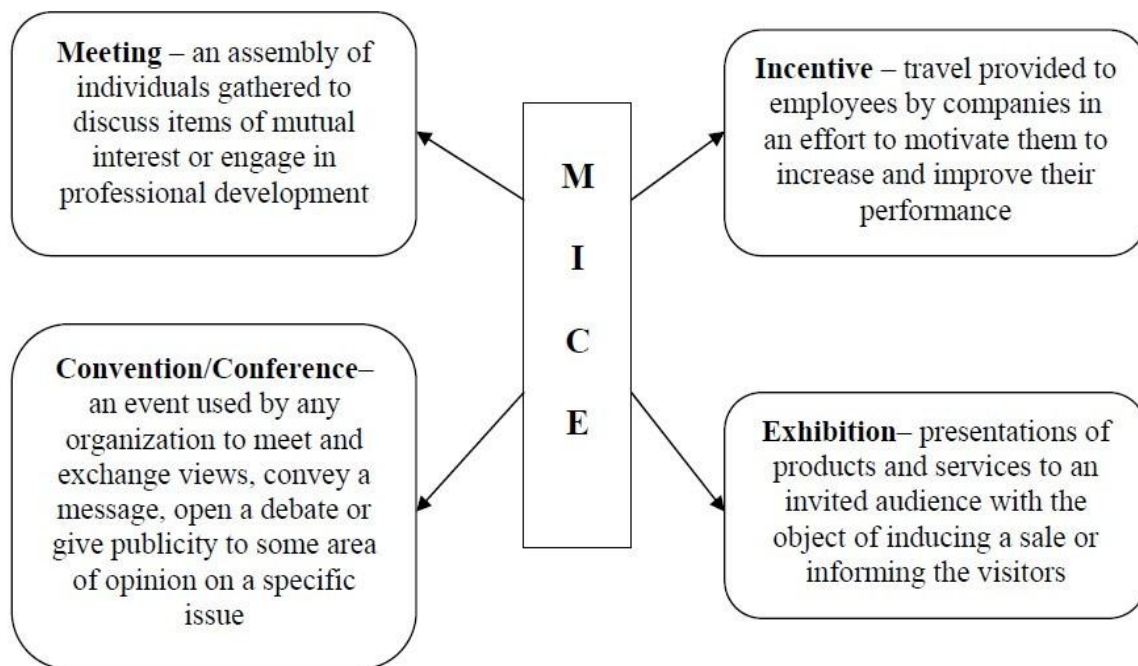 Meeting – an assembly of
individuals gathered to
discuss items of mutual
interest or engage in
professional development
Incentive – travel provided to
employees by companies in
an effort to motivate them to
increase and improve their
performance
M
I
C
E
Convention/Conference–
an event used by any
organization to meet and
exchange views, convey a
message, open a debate or
give publicity to some area
of opinion on a specific
issue
Exhibition– presentations of
products and services to an
invited audience with the
object of inducing a sale or
informing the visitors